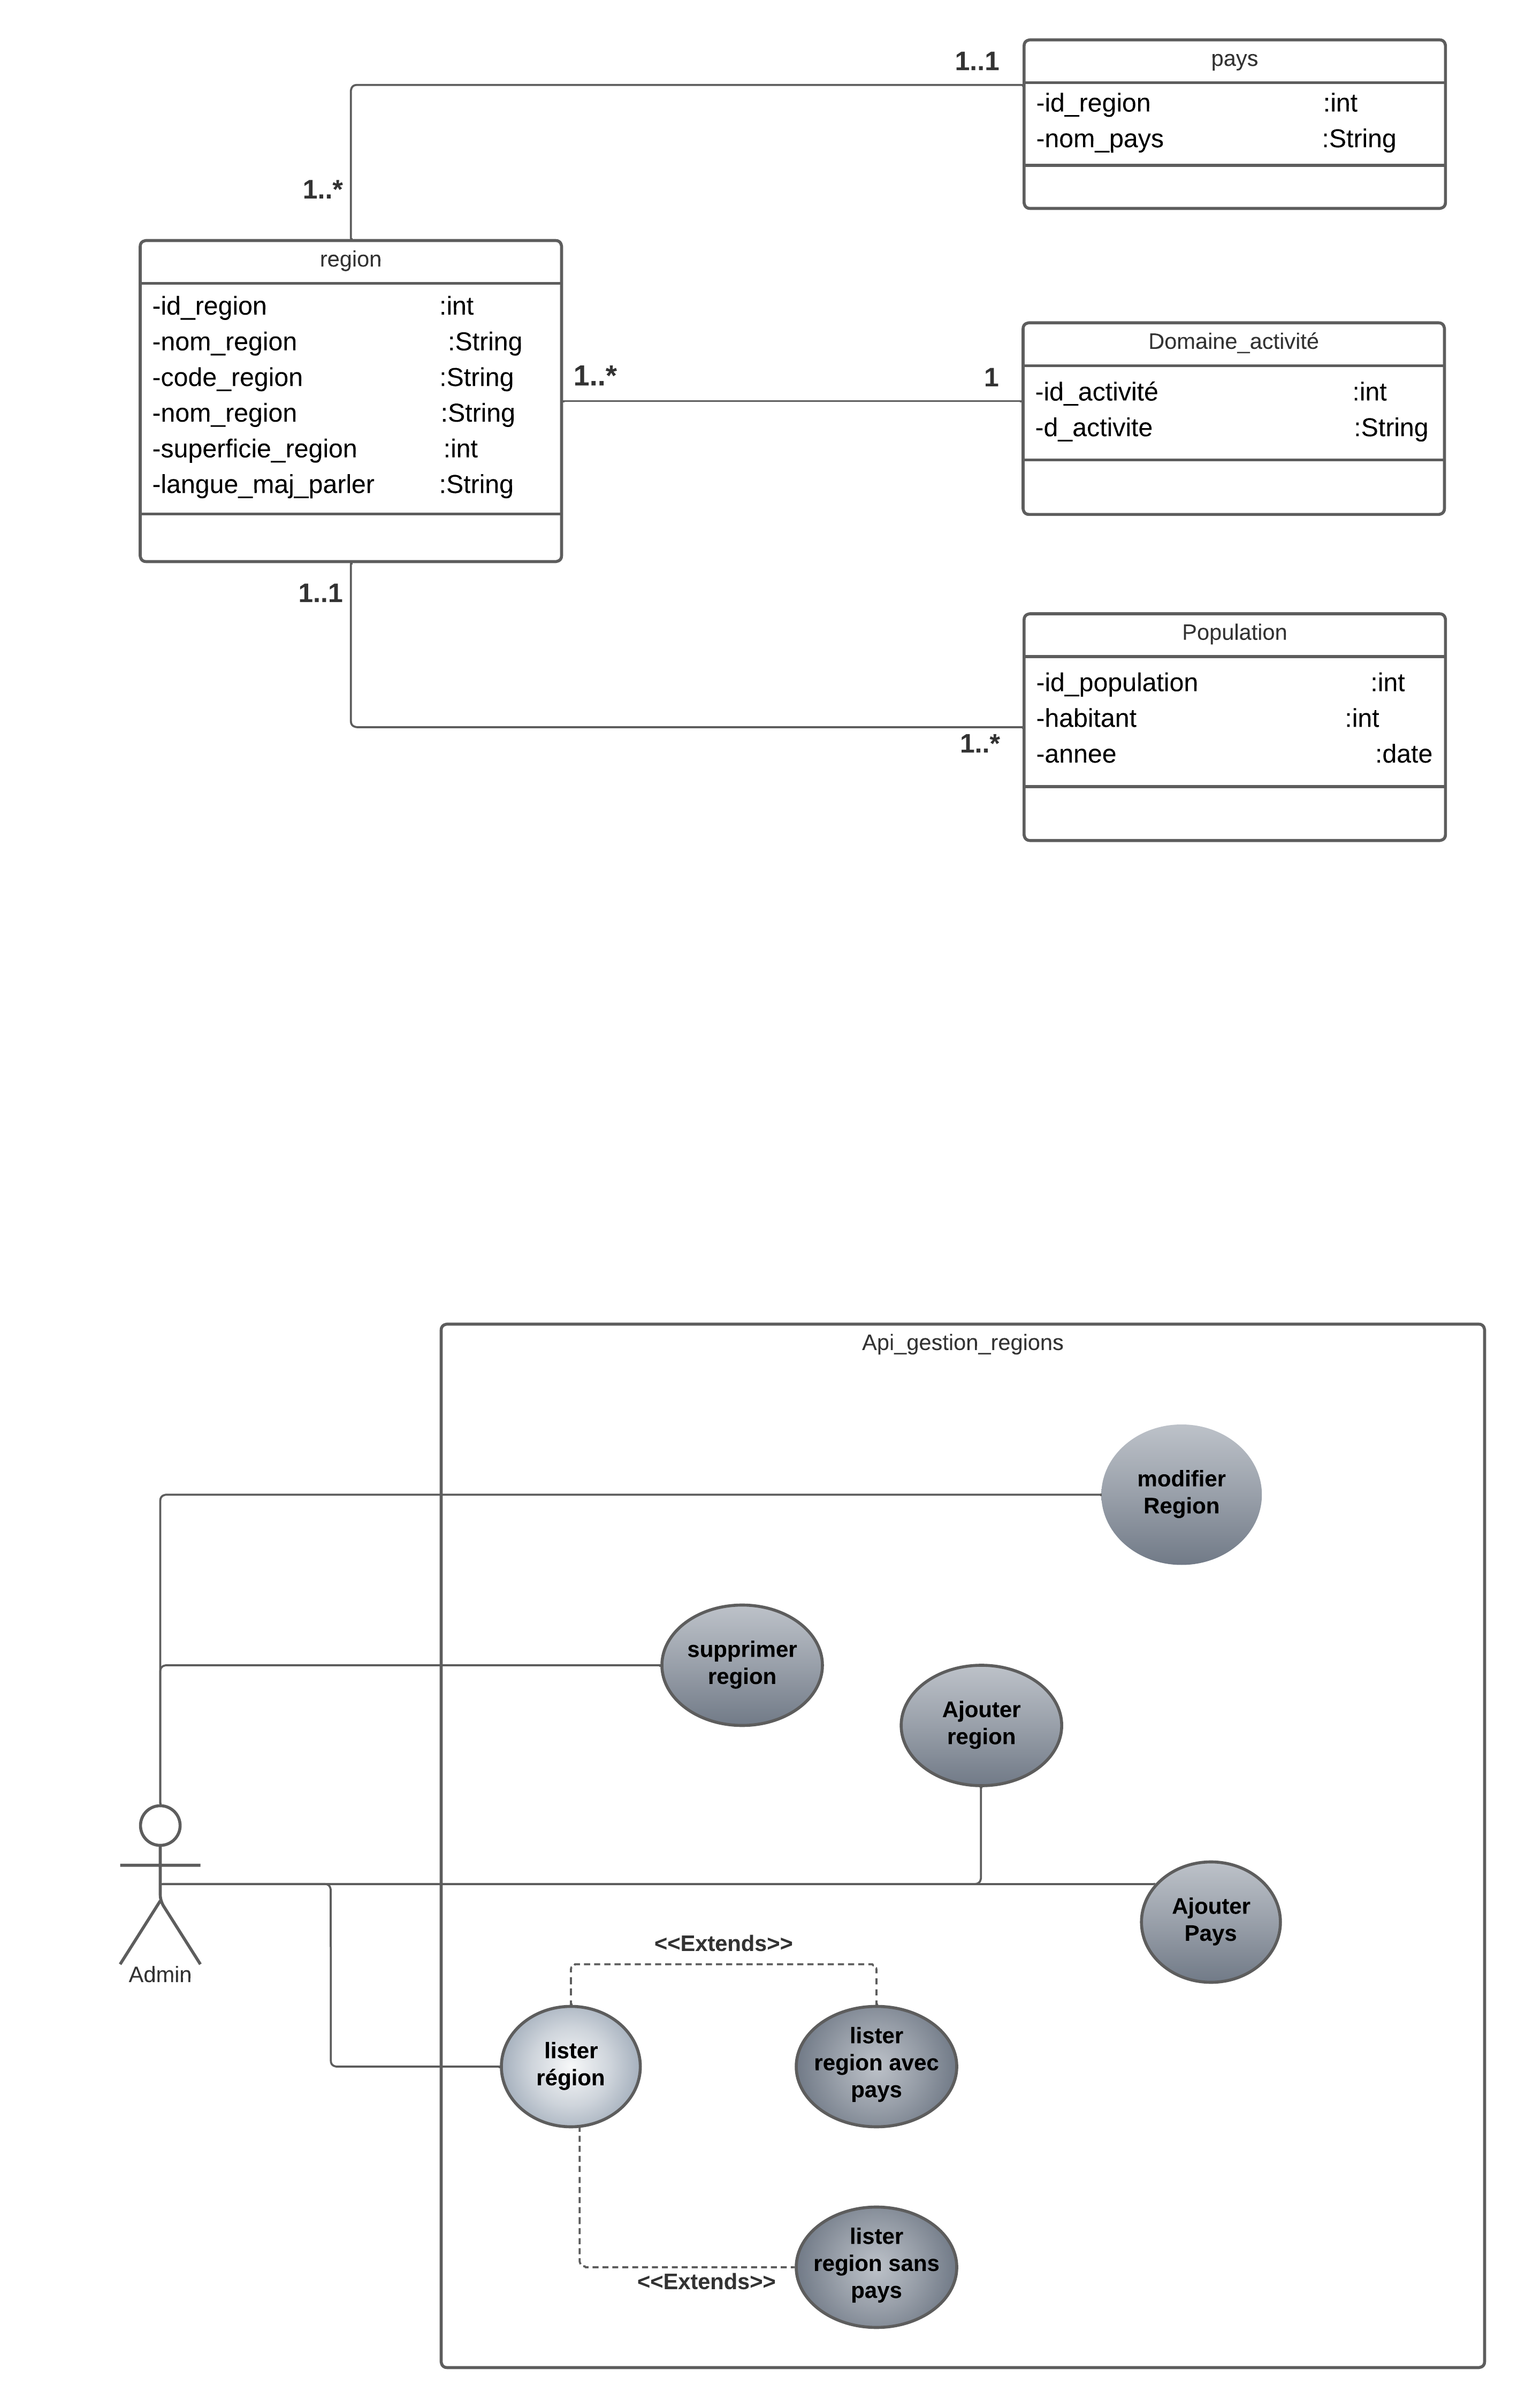 1..1
pays
-id_region :int
-nom_pays :String
1..*
region
-id_region :int
-nom_region :String
-code_region :String
-nom_region :String
-superficie_region :int
-langue_maj_parler :String
1..*
1
Domaine_activité
-id_activité :int
-d_activite :String
1..1
Population
-id_population :int
-habitant :int
-annee :date
1..*
Api_gestion_regions
modifier
Region
supprimer
region
Ajouter
region
Ajouter
Pays
Admin
<<Extends>>
lister
région
lister
region avec
pays
lister
region sans
pays
<<Extends>>